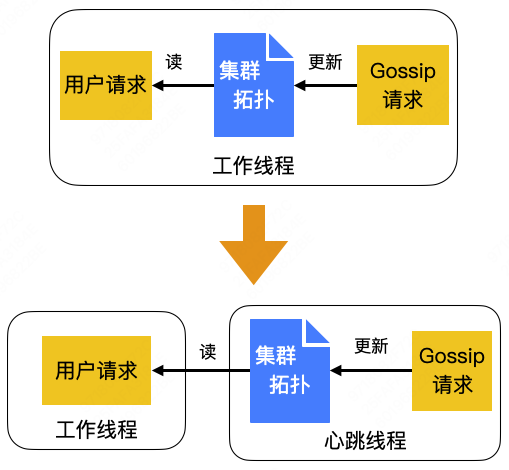 用户请求
读
集群
拓扑
更新
Gossip
请求
工作线程
用户请求
读
集群
拓扑
更新
Gossip
请求
工作线程
心跳线程